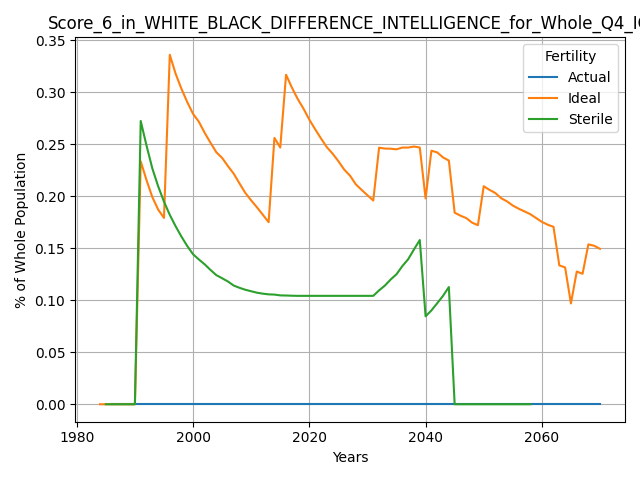 Score_6_in_WHITE_BLACK_DIFFERENCE_INTELLIGENCE_for_Whole_Q4_IC
Fertility
Actual
Ideal
Sterile
% of Whole Population
0.35
0.30
0.25
0.20
0.15
0.10
0.05
0.00
1980
2000
2020
2040
2060
Years